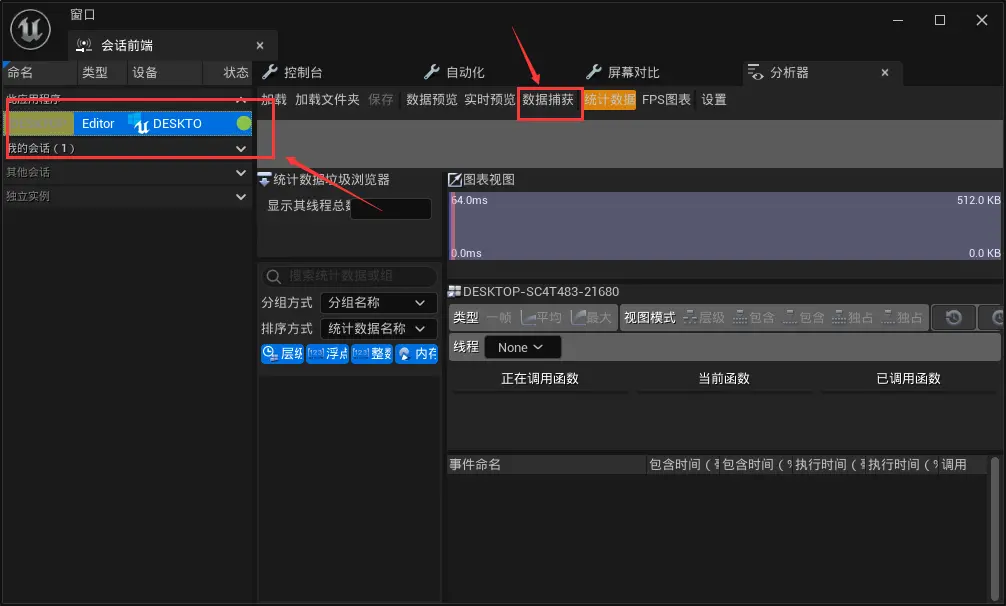 窗口
会话前端
命名 类型 设备 状态
控制台 自动化 屏幕对比 分析器
此应用程序
加载 加载文件夹 保存 数据预览 实时预览 数据捕获 统计数据 FPS图表 设置
Editor DESKTO
我的会话 ( 1 )
其他会话
独立实例
统计数据垃圾浏览器
显示其线程总数
图表视图
64.0ms 512.0 KB
0.0ms 0.0 KB
搜索统计数据或组
分组方式 分组名称
排序方式 统计数据名称
层级 浮点 整数 内存
DESKTOP-SC4T483-21680
类型 一帧 平均 最大 视图模式 层级 包含 包含 独占 独占
线程 None
正在调用函数 当前函数 已调用函数
事件命名 包含时间 ( 包含时间 ( % 执行时间 ( 执行时间 ( % 调用